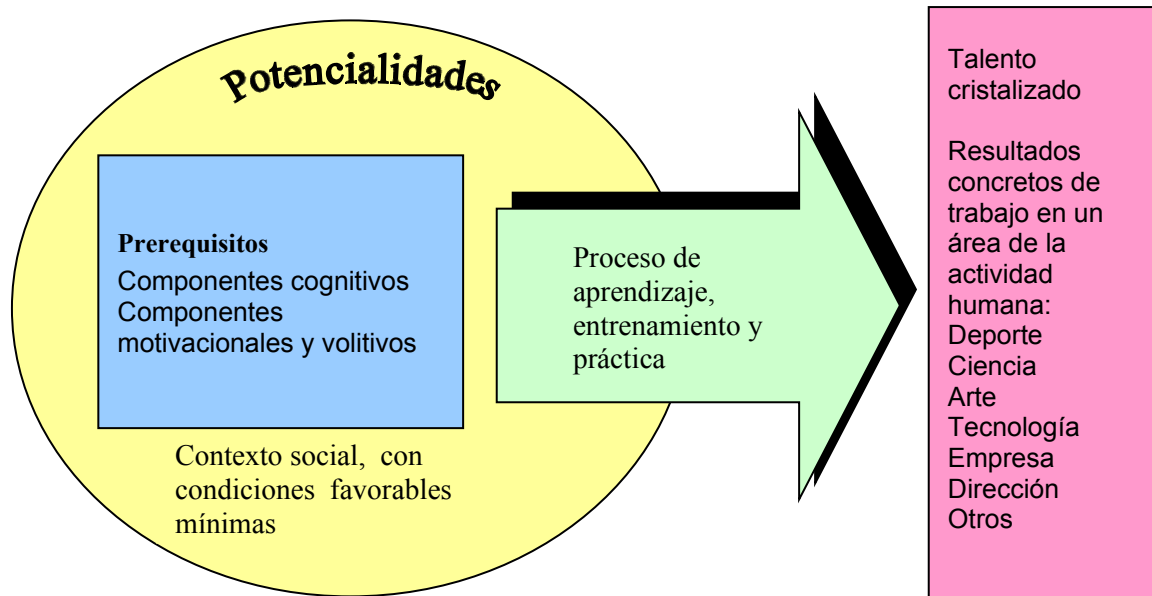 Potencialidades
Prerequisitos
Componentes cognitivos
Componentes
motivacionales y volitivos
Contexto social, con
condiciones favorables
mínimas
Proceso de
aprendizaje,
entrenamiento y
práctica
Talento
cristalizado
Resultados
concretos de
trabajo en un
área de la
actividad
humana:
Deporte
Ciencia
Arte
Tecnología
Empresa
Dirección
Otros